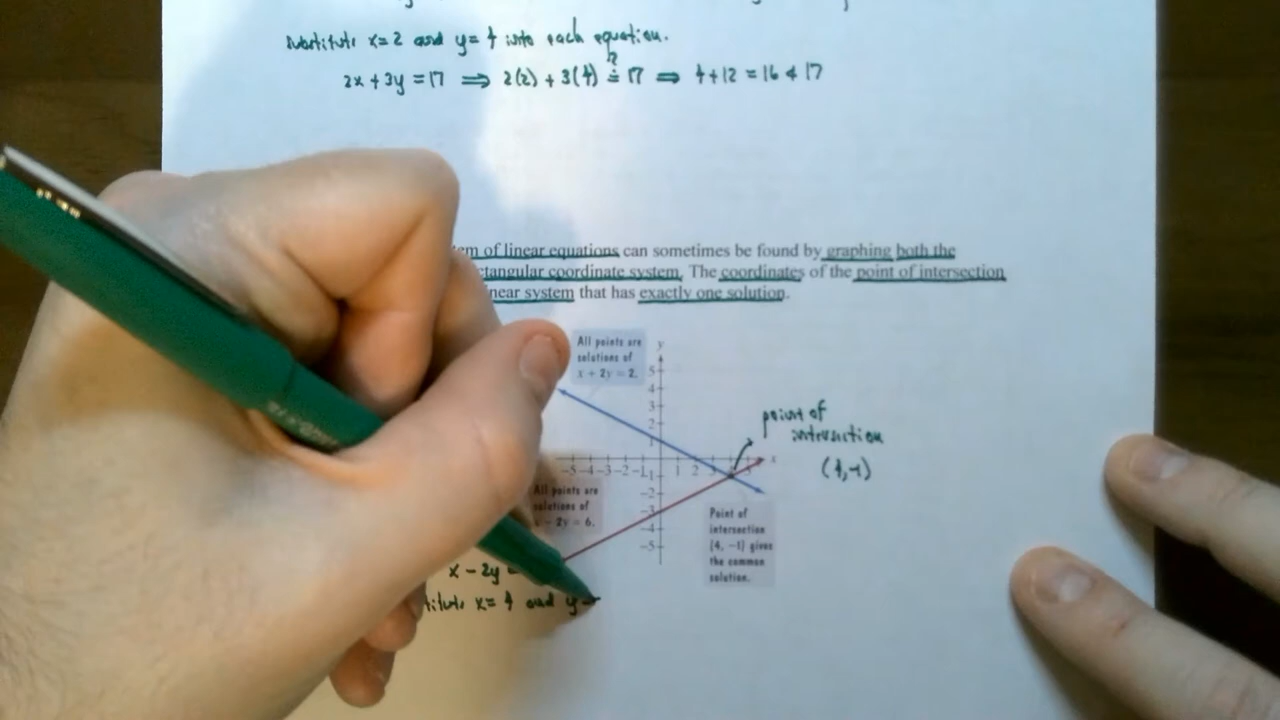 substitute x=2 and y=4 into each equation.
2x+3y=17 ⟹ 2(2)+3(4) ≟ 17 ⟹ 4+12=16≠17
of linear equations can sometimes be found by graphing both the
coordinate system. The coordinates of the point of intersection
system that has exactly one solution.
All points are
solutions of
x + 2y = 2.
y
5
4
3
2
1
-5 -4 -3 -2 -1 1 2 3
x
-1
-2
-3
-4
-5
point of
intersection
(4,-1)
All points are
solutions of
- 2y = 6.
Point of
intersection
(4, -1) gives
the common
solution.
x-2y =
x=4 and y